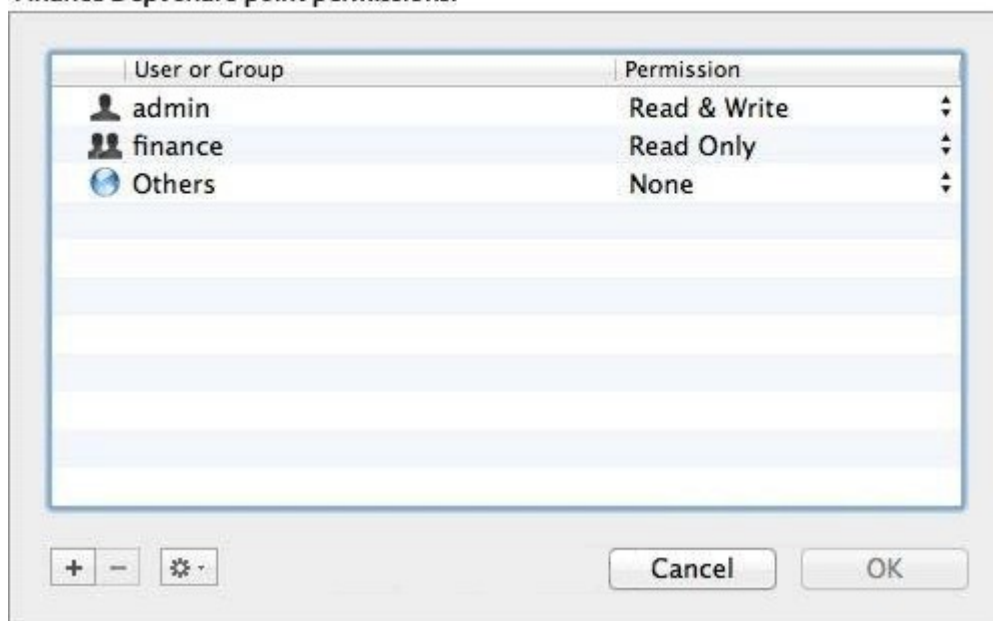 User or Group Permission
admin Read & Write
finance Read Only
Others None
+ −
Cancel OK